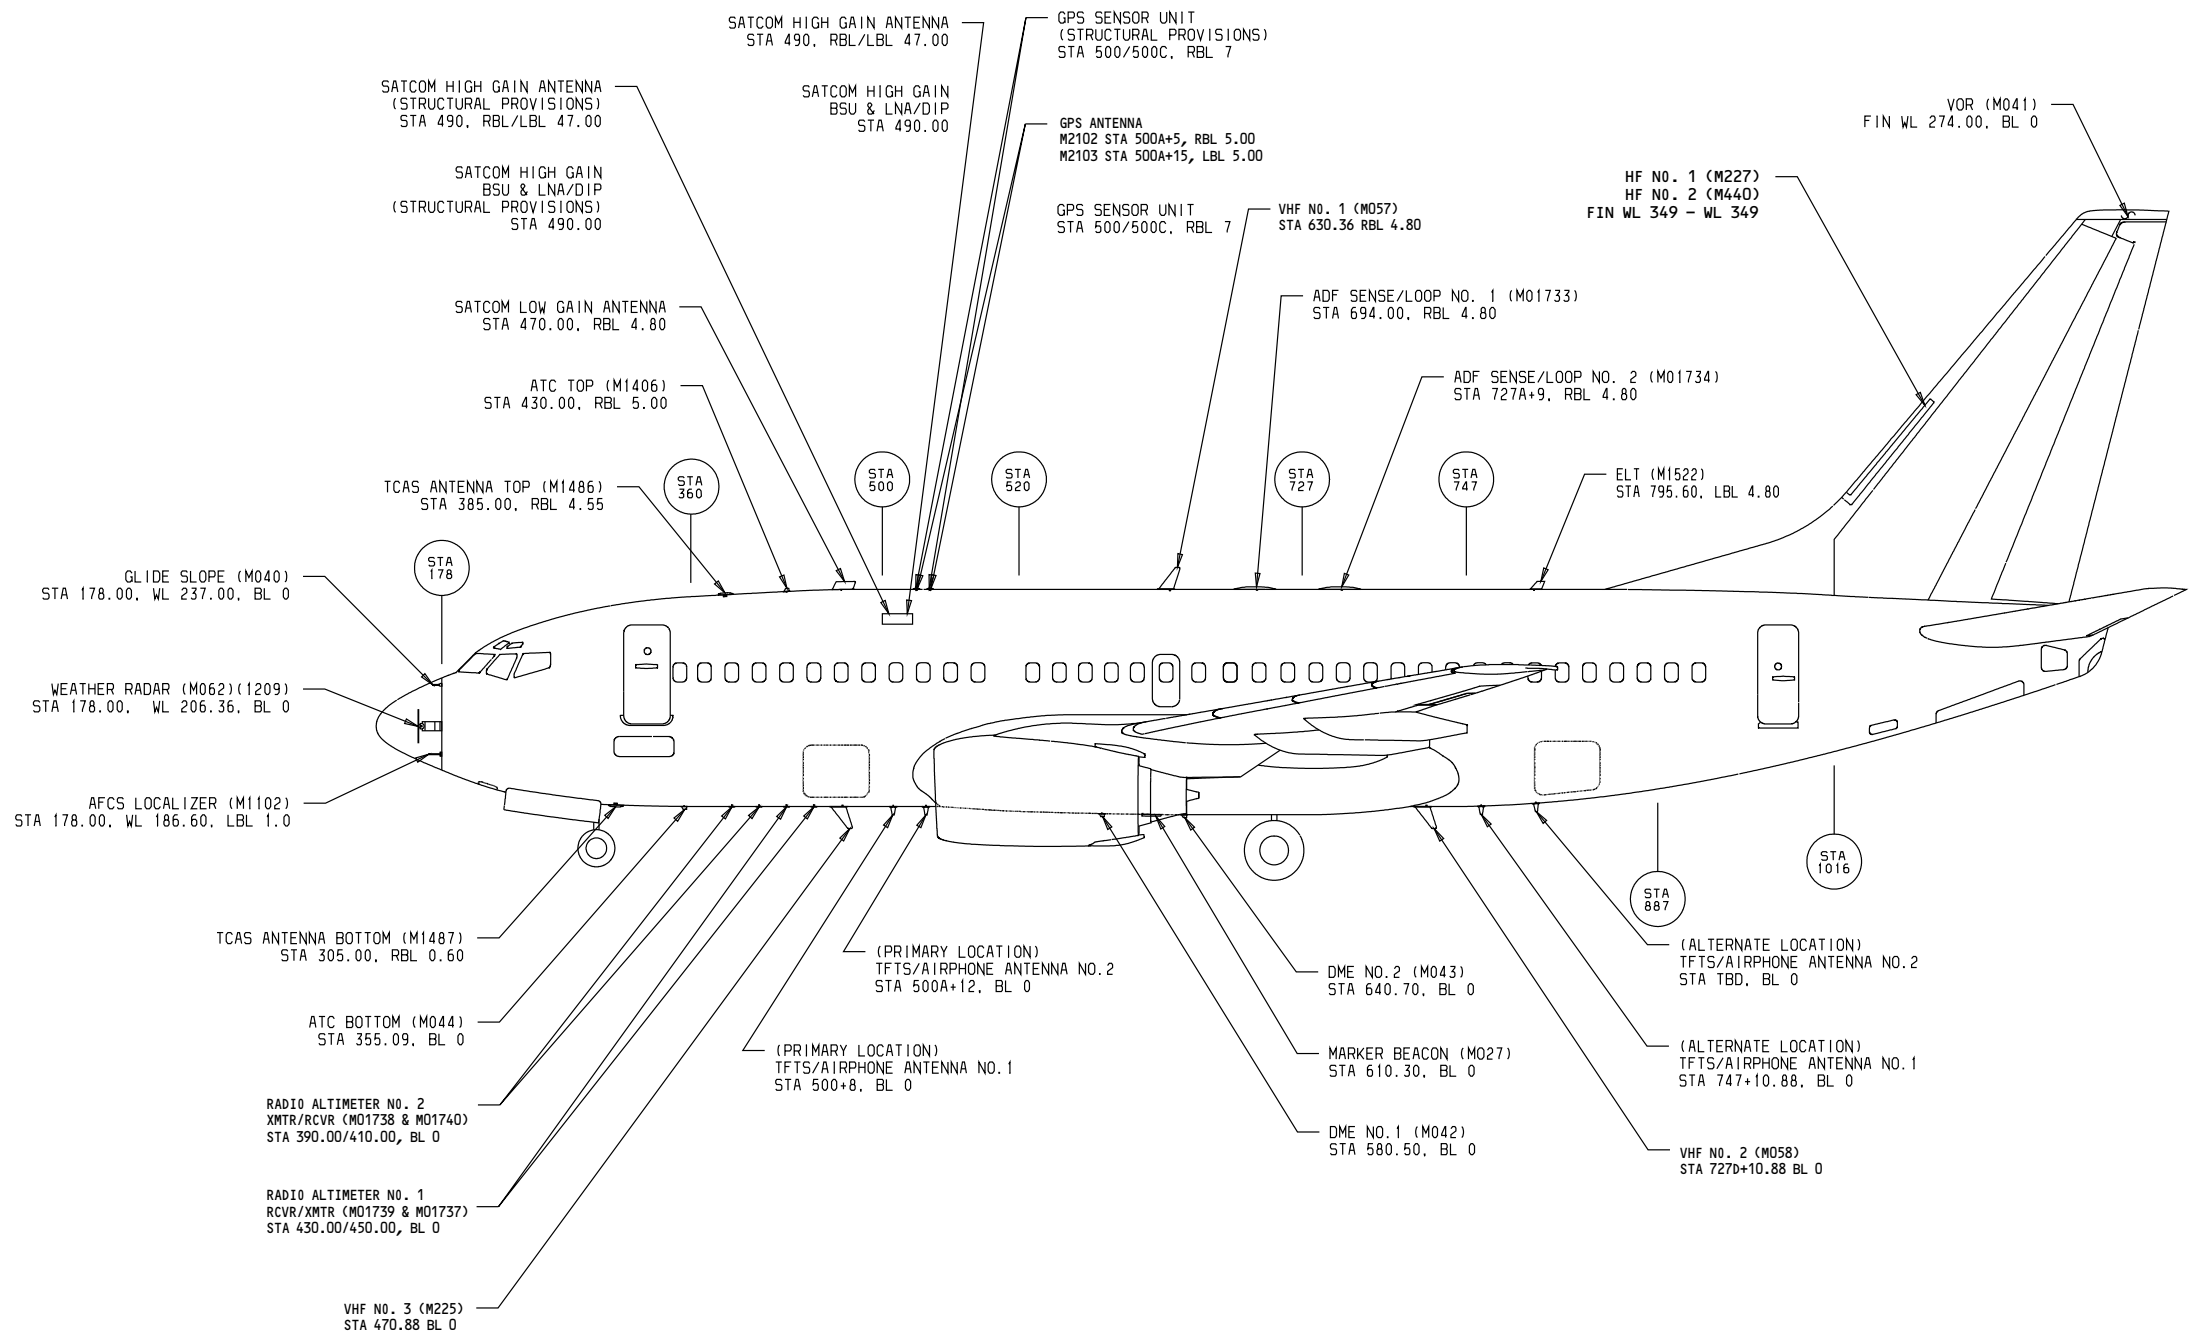 SATCOM HIGH GAIN ANTENNA
STA 490, RBL/LBL 47.00
GPS SENSOR UNIT
(STRUCTURAL PROVISIONS)
STA 500/500C, RBL 7
SATCOM HIGH GAIN ANTENNA
(STRUCTURAL PROVISIONS)
STA 490, RBL/LBL 47.00
SATCOM HIGH GAIN
BSU & LNA/DIP
STA 490.00
GPS ANTENNA
M2102 STA 500A+5, RBL 5.00
M2103 STA 500A+15, LBL 5.00
VOR (M041)
FIN WL 274.00, BL 0
SATCOM HIGH GAIN
BSU & LNA/DIP
(STRUCTURAL PROVISIONS)
STA 490.00
GPS SENSOR UNIT
STA 500/500C, RBL 7
VHF NO. 1 (M057)
STA 630.36 RBL 4.80
HF NO. 1 (M227)
HF NO. 2 (M440)
FIN WL 349 - WL 349
SATCOM LOW GAIN ANTENNA
STA 470.00, RBL 4.80
ADF SENSE/LOOP NO. 1 (M01733)
STA 694.00, RBL 4.80
ATC TOP (M1406)
STA 430.00, RBL 5.00
ADF SENSE/LOOP NO. 2 (M01734)
STA 727A+9, RBL 4.80
TCAS ANTENNA TOP (M1486)
STA 385.00, RBL 4.55
STA
360
STA
500
STA
520
STA
727
STA
747
ELT (M1522)
STA 795.60, LBL 4.80
STA
178
GLIDE SLOPE (M040)
STA 178.00, WL 237.00, BL 0
WEATHER RADAR (M062)(1209)
STA 178.00, WL 206.36, BL 0
AFCS LOCALIZER (M1102)
STA 178.00, WL 186.60, LBL 1.0
STA
887
STA
1016
TCAS ANTENNA BOTTOM (M1487)
STA 305.00, RBL 0.60
(PRIMARY LOCATION)
TFTS/AIRPHONE ANTENNA NO.2
STA 500A+12, BL 0
DME NO.2 (M043)
STA 640.70, BL 0
(ALTERNATE LOCATION)
TFTS/AIRPHONE ANTENNA NO.2
STA TBD, BL 0
ATC BOTTOM (M044)
STA 355.09, BL 0
(PRIMARY LOCATION)
TFTS/AIRPHONE ANTENNA NO.1
STA 500+8, BL 0
MARKER BEACON (M027)
STA 610.30, BL 0
(ALTERNATE LOCATION)
TFTS/AIRPHONE ANTENNA NO.1
STA 747+10.88, BL 0
RADIO ALTIMETER NO. 2
XMTR/RCVR (M01738 & M01740)
STA 390.00/410.00, BL 0
DME NO.1 (M042)
STA 580.50, BL 0
VHF NO. 2 (M058)
STA 727D+10.88 BL 0
RADIO ALTIMETER NO. 1
RCVR/XMTR (M01739 & M01737)
STA 430.00/450.00, BL 0
VHF NO. 3 (M225)
STA 470.88 BL 0